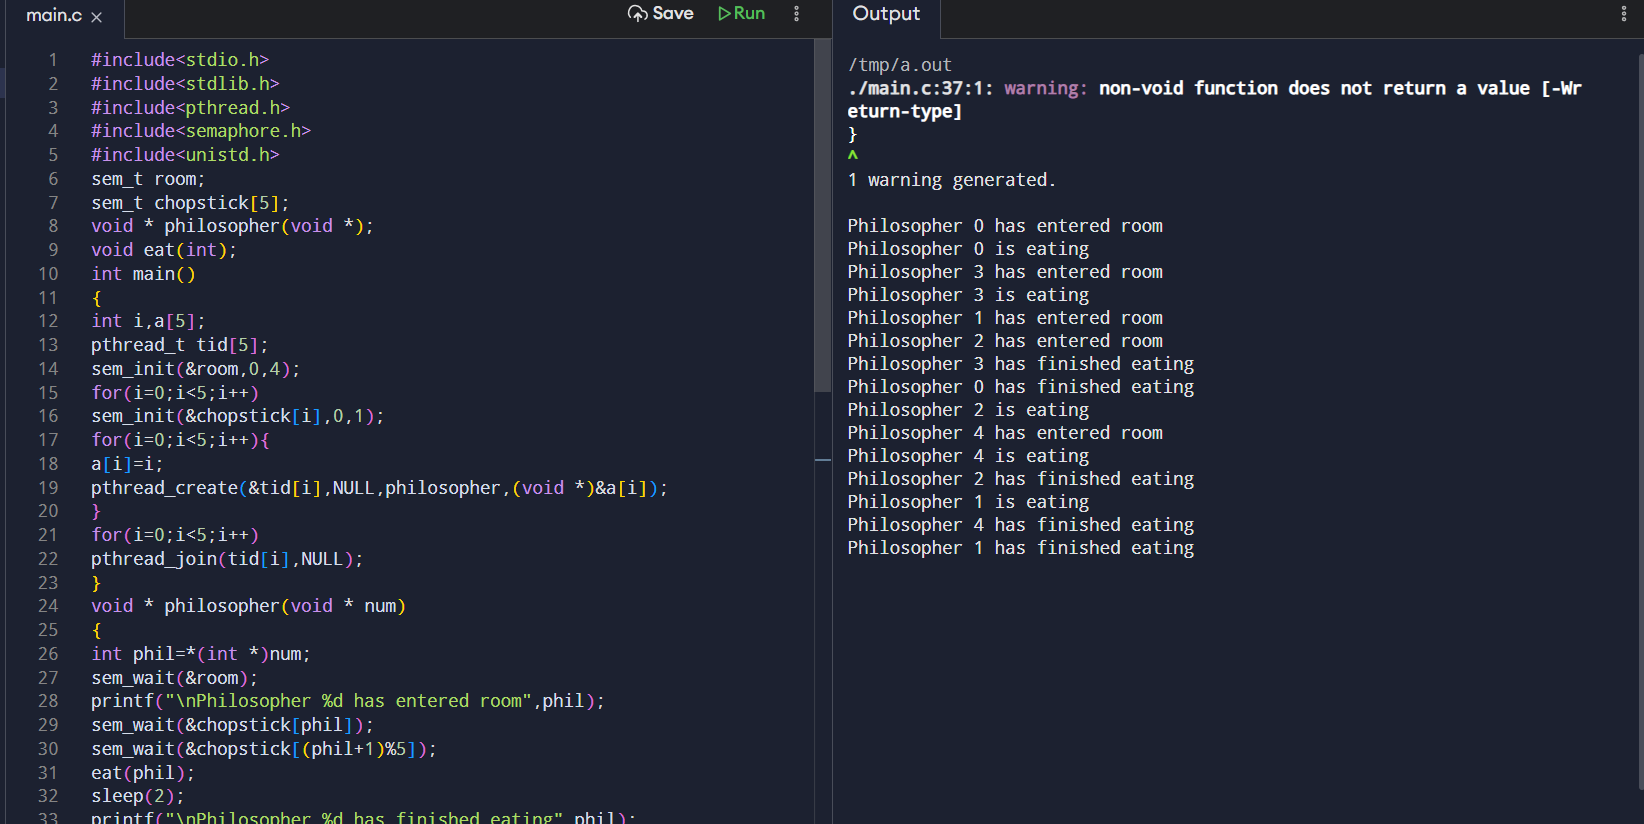 main.c ×
Save
Run
Output
1 #include<stdio.h>
2 #include<stdlib.h>
3 #include<pthread.h>
4 #include<semaphore.h>
5 #include<unistd.h>
6 sem_t room;
7 sem_t chopstick[5];
8 void * philosopher(void *);
9 void eat(int);
10 int main()
11 {
12 int i,a[5];
13 pthread_t tid[5];
14 sem_init(&room,0,4);
15 for(i=0;i<5;i++)
16 sem_init(&chopstick[i],0,1);
17 for(i=0;i<5;i++){
18 a[i]=i;
19 pthread_create(&tid[i],NULL,philosopher,(void *)&a[i]);
20 }
21 for(i=0;i<5;i++)
22 pthread_join(tid[i],NULL);
23 }
24 void * philosopher(void * num)
25 {
26 int phil=*(int *)num;
27 sem_wait(&room);
28 printf("\nPhilosopher %d has entered room",phil);
29 sem_wait(&chopstick[phil]);
30 sem_wait(&chopstick[(phil+1)%5]);
31 eat(phil);
32 sleep(2);
33 printf("\nPhilosopher %d has finished eating",phil);
/tmp/a.out
./main.c:37:1: warning: non-void function does not return a value [-Wr
eturn-type]
}
^
1 warning generated.
Philosopher 0 has entered room
Philosopher 0 is eating
Philosopher 3 has entered room
Philosopher 3 is eating
Philosopher 1 has entered room
Philosopher 2 has entered room
Philosopher 3 has finished eating
Philosopher 0 has finished eating
Philosopher 2 is eating
Philosopher 4 has entered room
Philosopher 4 is eating
Philosopher 2 has finished eating
Philosopher 1 is eating
Philosopher 4 has finished eating
Philosopher 1 has finished eating